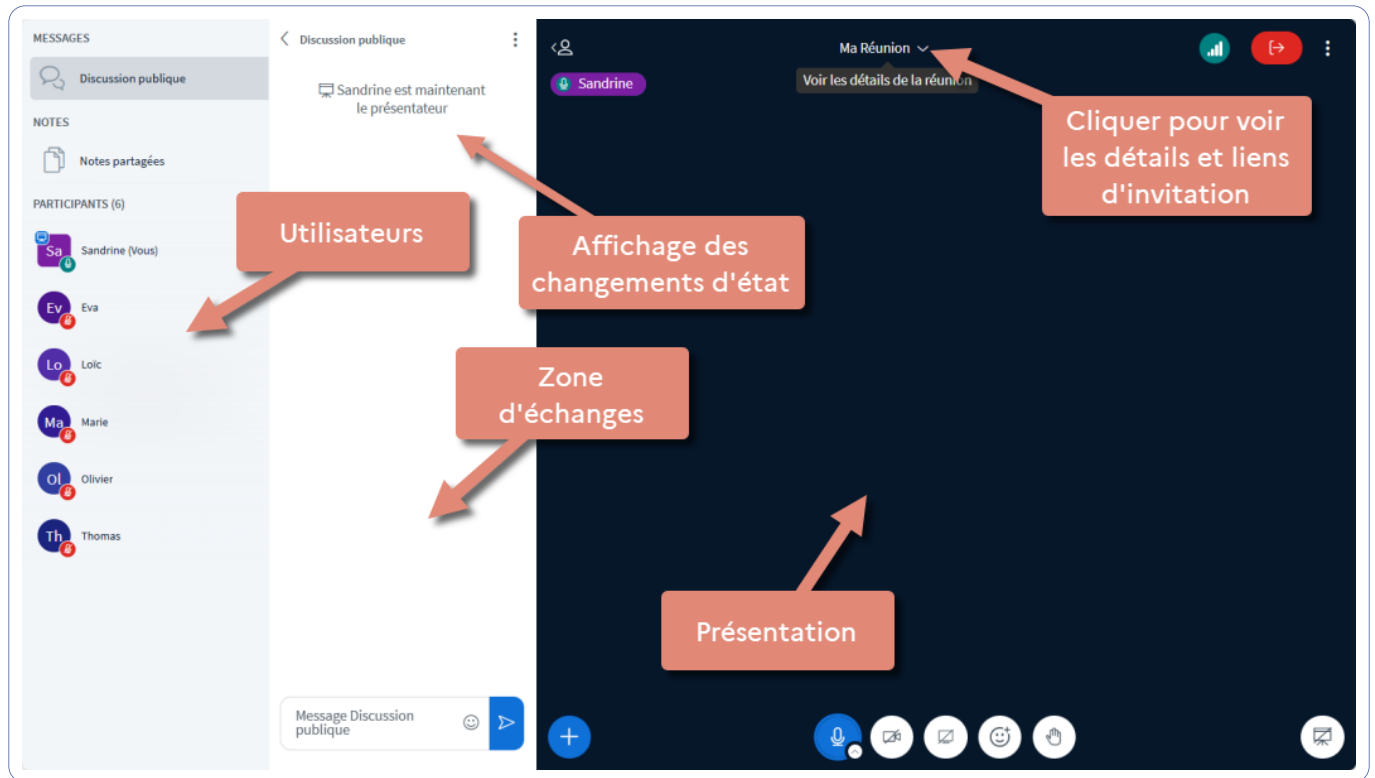 MESSAGES
Discussion publique
NOTES
Notes partagées
PARTICIPANTS (6)
Sa
Sandrine (Vous)
Ev
Eva
Lo
Loïc
Ma
Marie
Ol
Olivier
Th
Thomas
Discussion publique
Sandrine est maintenant
le présentateur
Message Discussion
publique
Ma Réunion
Voir les détails de la réunion
Sandrine
Cliquer pour voir
les détails et liens
d'invitation
Utilisateurs
Affichage des
changements d'état
Zone
d'échanges
Présentation